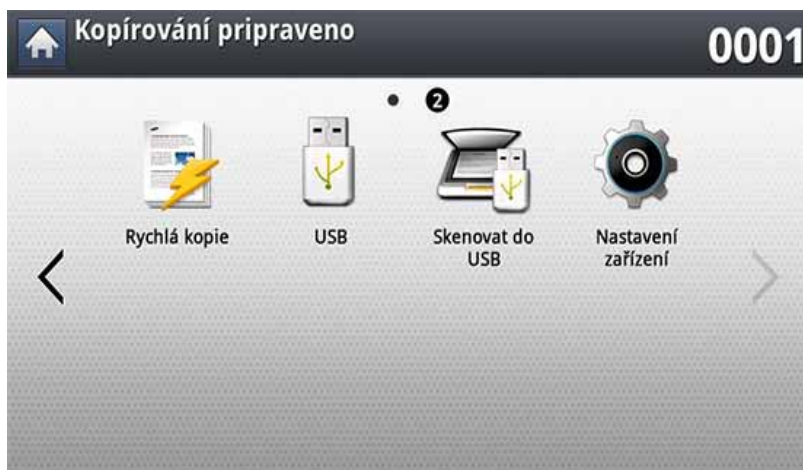 Kopírování pripraveno
0001
2
Rychlá kopie
USB
Skenovat do
USB
Nastavení
zařízení